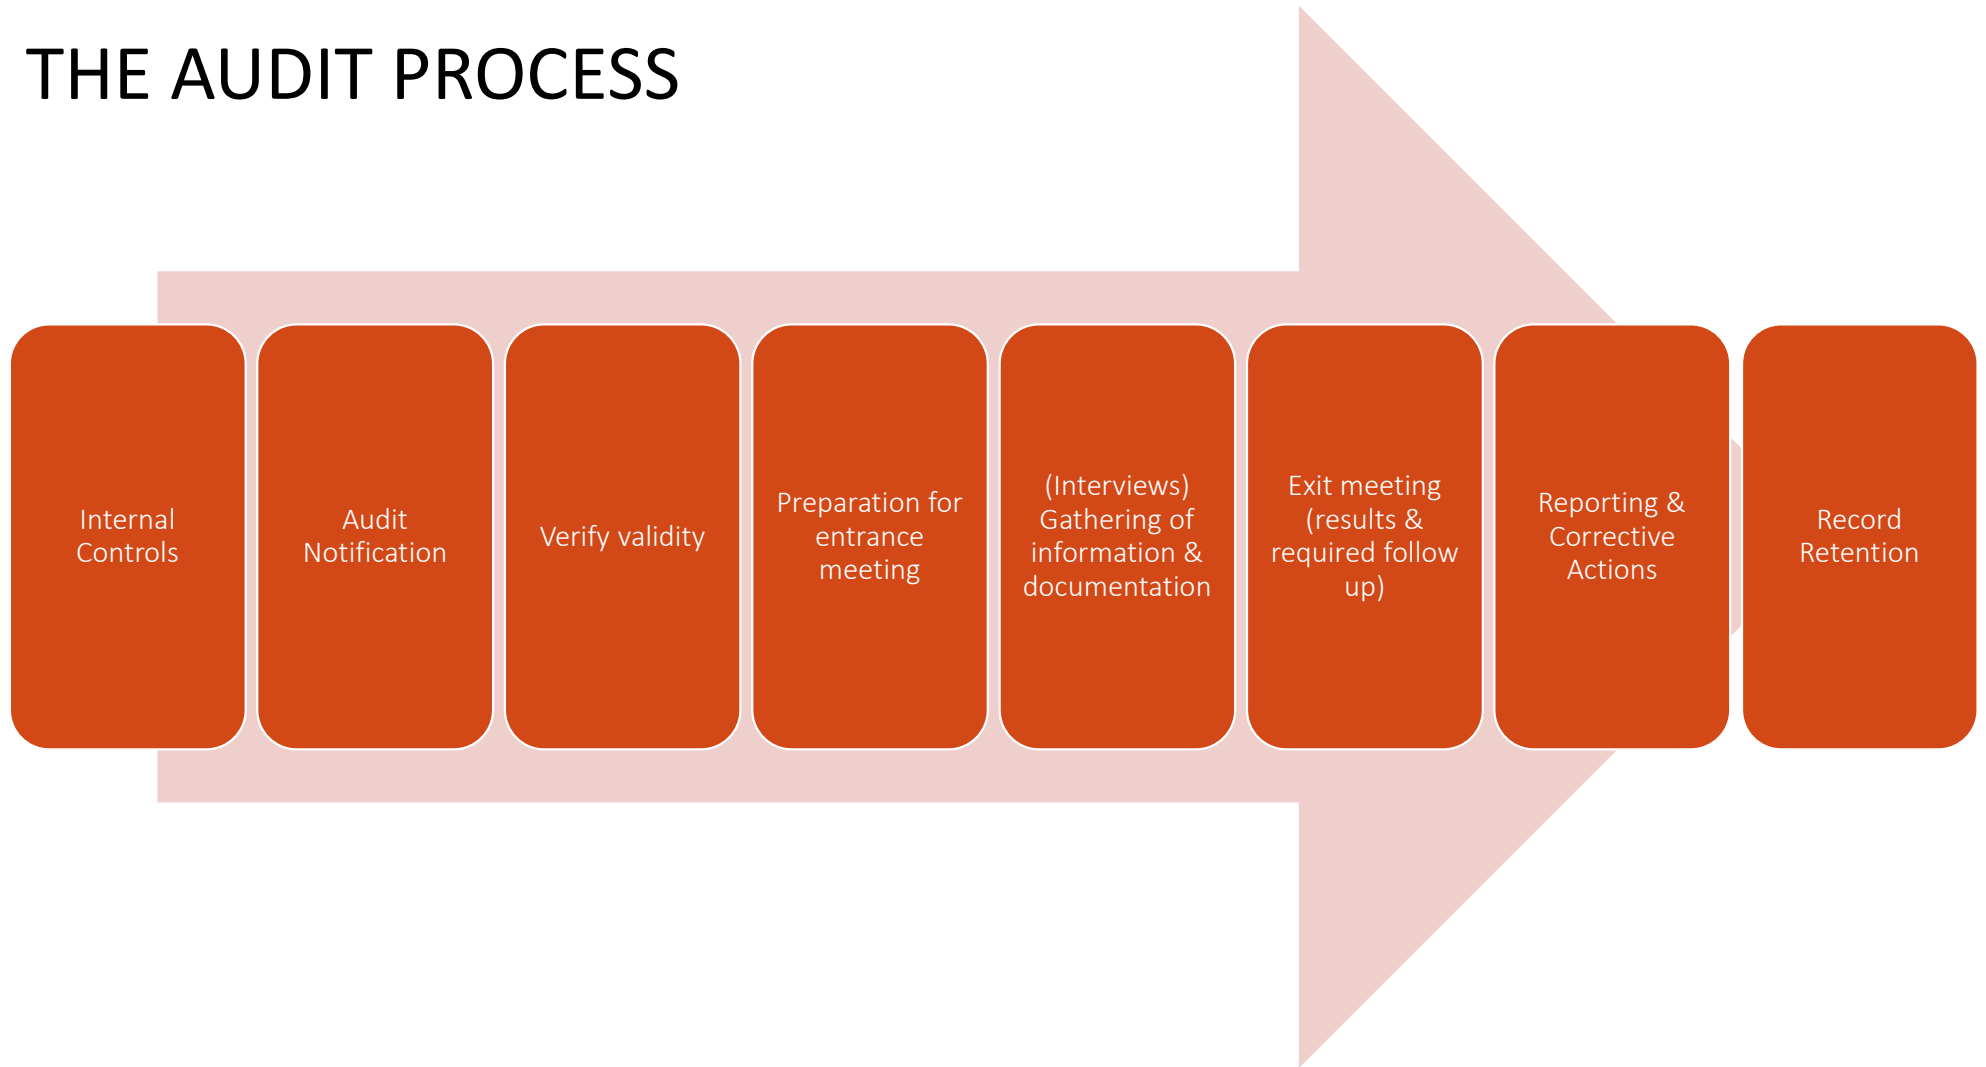 THE AUDIT PROCESS
Internal
Controls
Audit
Notification
Verify validity
Preparation for
entrance
meeting
(Interviews)
Gathering of
information &
documentation
Exit meeting
(results &
required follow
up)
Reporting &
Corrective
Actions
Record
Retention